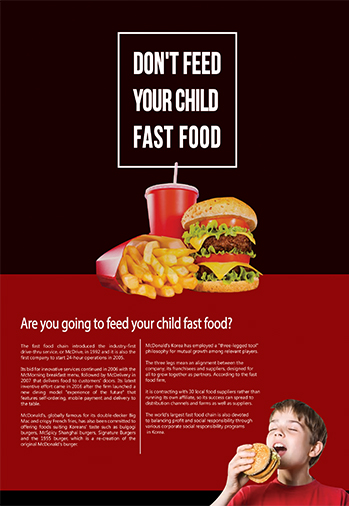 DON'T FEED
YOUR CHILD
FAST FOOD
Are you going to feed your child fast food?
The fast food chain introduced the industry-first
drive-thru service, or McDrive, in 1992 and it is also the
first company to start 24-hour operations in 2005.
Its bid for innovative services continued in 2006 with the
McMorning breakfast menu, followed by McDelivery in
2007 that delivers food to customers' doors. Its latest
inventive effort came in 2016 after the firm launched a
new dining model "experience of the future" that
features self-ordering, mobile payment and delivery to
the table.
McDonald's, globally famous for its double-decker Big
Mac and crispy french fries, has also been committed to
offering foods suiting Koreans' taste such as bulgogi
burgers, McSpicy Shanghai burgers, Signature Burgers
and the 1955 burger, which is a re-creation of the
original McDonald's burger.
McDonald's Korea has employed a "three-legged tool"
philosophy for mutual growth among relevant players.
The three legs mean an alignment between the
company, its franchisees and suppliers, designed for
all to grow together as partners. According to the fast
food firm,
it is contracting with 30 local food suppliers rather than
running its own affiliate, so its success can spread to
distribution channels and farms as well as suppliers.
The world's largest fast food chain is also devoted
to balancing profit and social responsibility through
various corporate social responsibility programs
in Korea